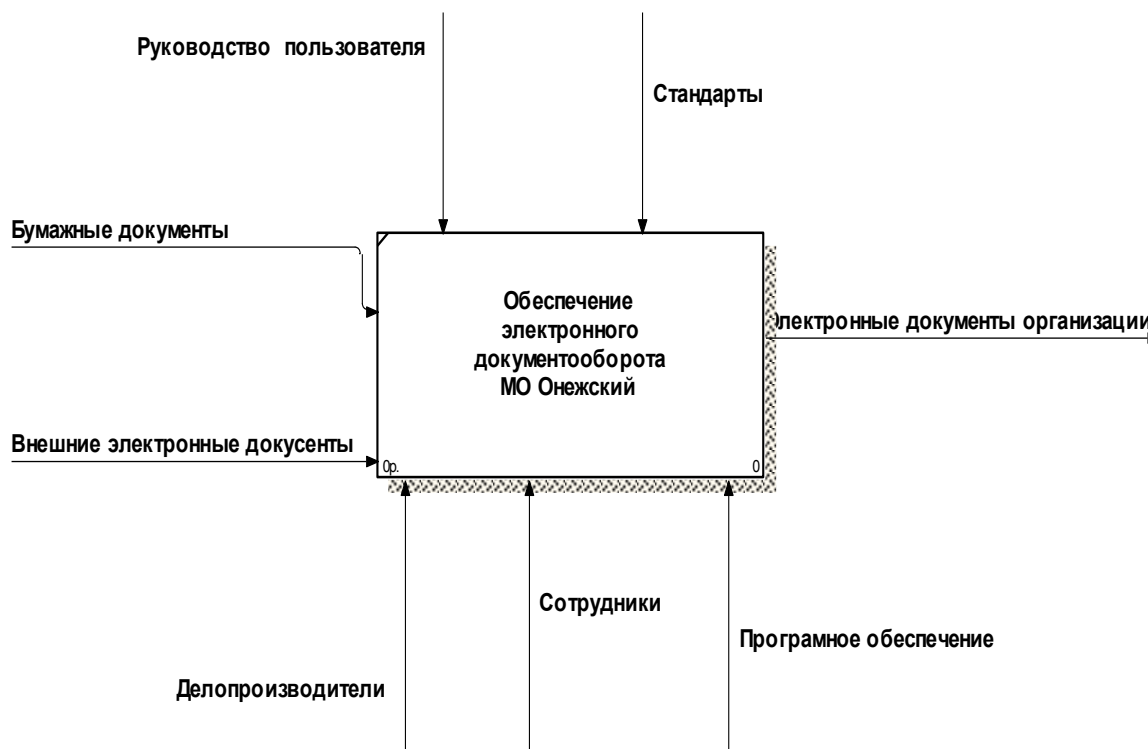 Руководство пользователя
Стандарты
Бумажные документы
Обеспечение
электронного
документооборота
МО Онежский
лектронные документы организации
Внешние электронные докусенты
0р.
0
Сотрудники
Програмное обеспечение
Делопроизводители